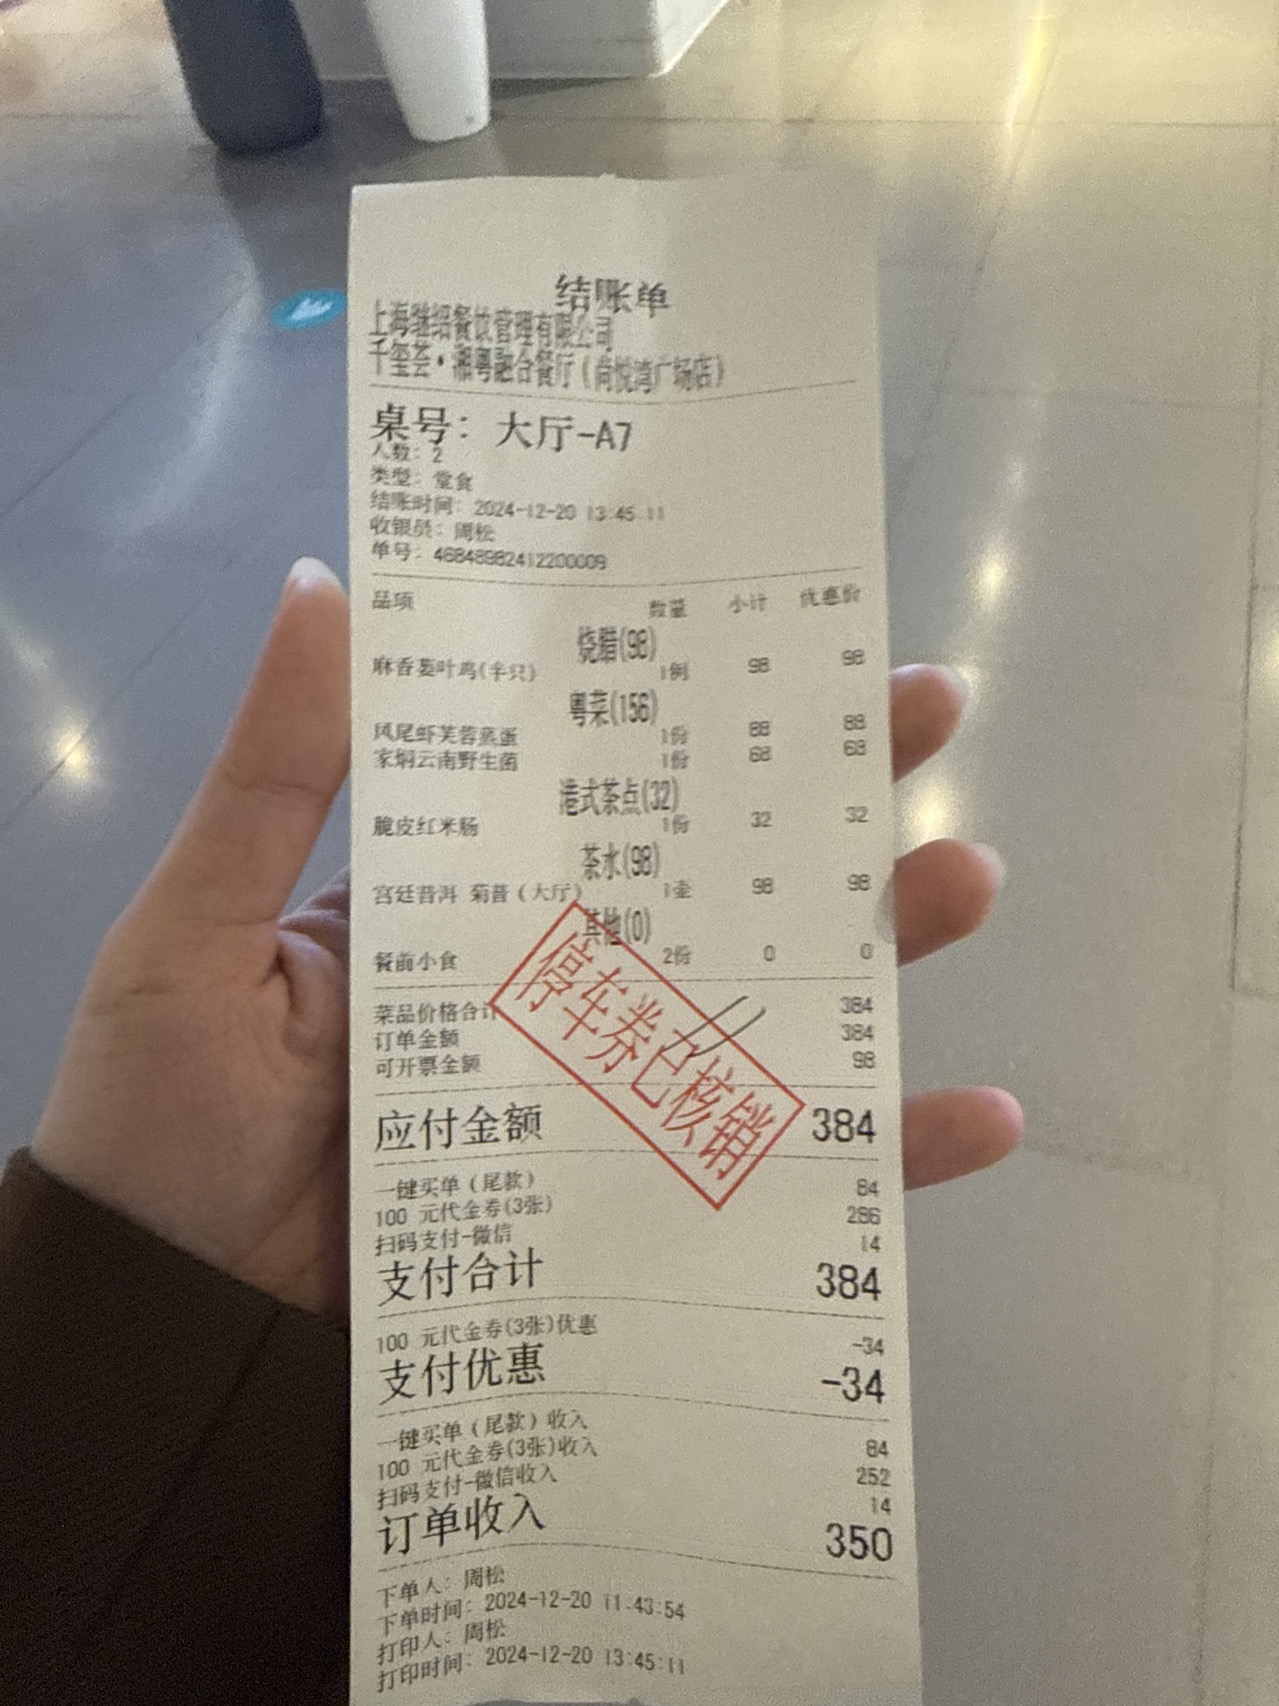 结账单
上海继绍餐饮管理有限公司
千玺荟·湘粤融合餐厅(尚悦湾广场店)
桌号: 大厅-A7
人数: 2
类型: 堂食
结账时间: 2024-12-20 13:45:11
收银员: 周松
单号: 46848982412200009
品项 数量 小计 优惠价
烧腊(98)
麻香蒌叶鸡(半只) 1例 98 98
粤菜(156)
凤尾虾芙蓉蒸蛋 1份 88 88
家焖云南野生菌 1份 68 68
港式茶点(32)
脆皮红米肠 1份 32 32
茶水(98)
宫廷普洱 菊普(大厅) 1壶 98 98
其他(0)
餐前小食 2份 0 0
菜品价格合计 384
订单金额 384
可开票金额 98
停车券已核销
应付金额 384
一键买单(尾款) 84
100 元代金券(3张) 286
扫码支付-微信 14
支付合计 384
100 元代金券(3张)优惠 -34
支付优惠 -34
一键买单(尾款)收入 84
100 元代金券(3张)收入 252
扫码支付-微信收入 14
订单收入 350
下单人: 周松
下单时间: 2024-12-20 11:43:54
打印人: 周松
打印时间: 2024-12-20 13:45:11